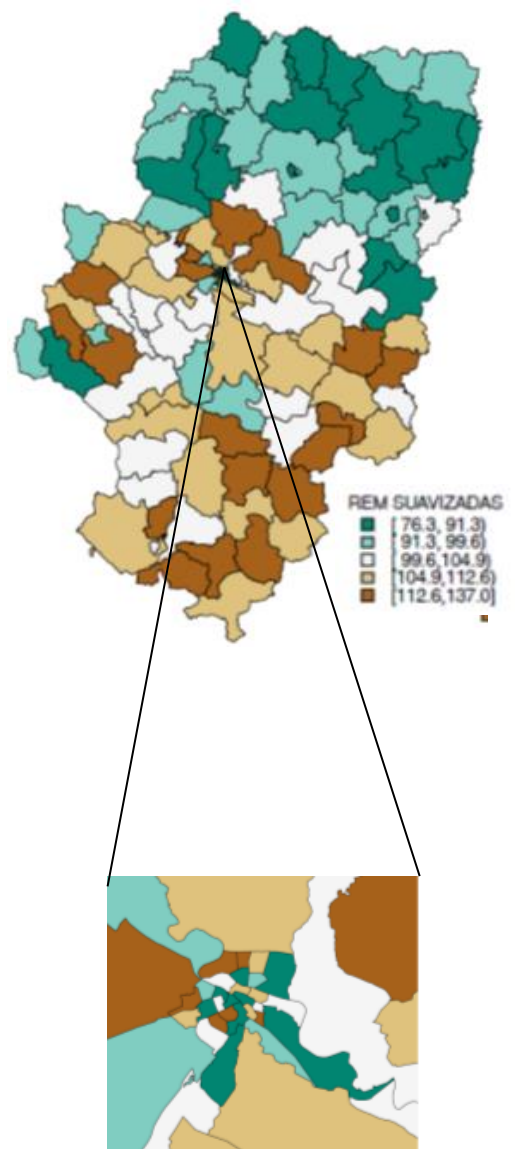 REM SUAVIZADAS
[ 76.3, 91.3)
[ 91.3, 99.6)
[ 99.6,104.9)
[104.9,112.6)
[112.6,137.0]